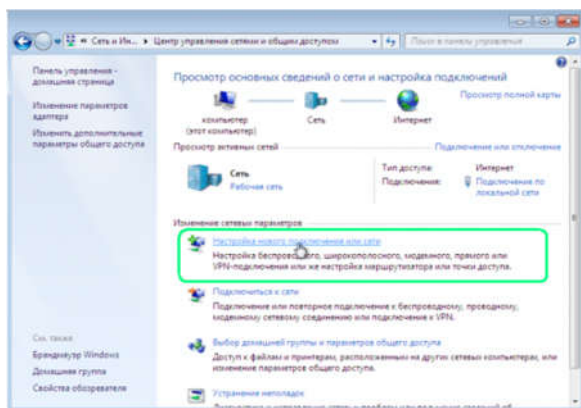 Сеть и Ин... Центр управления сетями и общим доступом Поиск в панели управления
Панель управления -
домашняя страница
Изменение параметров
адаптера
Изменить дополнительные
параметры общего доступа
Просмотр основных сведений о сети и настройка подключений
Просмотр полной карты
компьютер
(этот компьютер)
Сеть
Интернет
Просмотр активных сетей
Подключение или отключение
Сеть
Рабочая сеть
Тип доступа: Интернет
Подключения: Подключение по
локальной сети
Изменение сетевых параметров
Настройка нового подключения или сети
Настройка беспроводного, широкополосного, модемного, прямого или
VPN-подключения или же настройка маршрутизатора или точки доступа.
Подключиться к сети
Подключение или повторное подключение к беспроводному, проводному,
модемному сетевому соединению или подключение к VPN.
Выбор домашней группы и параметров общего доступа
Доступ к файлам и принтерам, расположенным на других сетевых компьютерах, или
изменение параметров общего доступа.
Устранение неполадок
См. также
Брандмауэр Windows
Домашняя группа
Свойства обозревателя